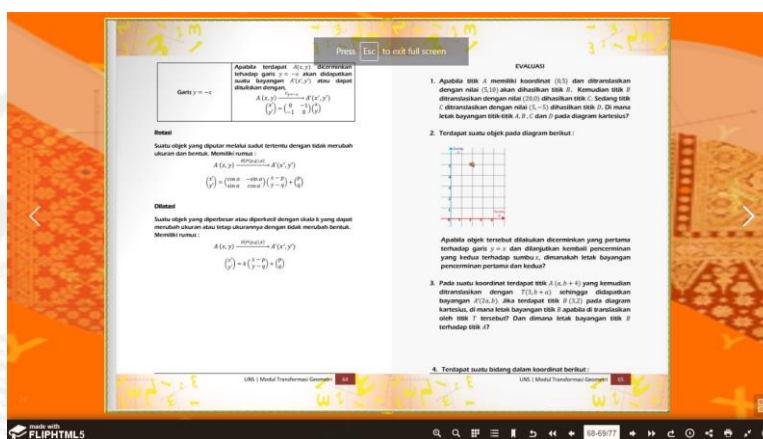 Press Esc to exit full screen
Garis y = −x
Apabila terdapat A(x, y) dicerminkan
tehadap garis y = −x akan didapatkan
suatu bayangan A'(x', y') atau dapat
dituliskan dengan,
A (x, y) → A'(x', y')
(x' y') = (0 −1 −1 0)(x y)
Rotasi
Suatu objek yang diputar melalui sudut tertentu dengan tidak merubah
ukuran dan bentuk. Memiliki rumus :
A (x, y) → A'(x', y')
(x' y') = (cos α −sin α sin α cos α)(x − p y − q) + (p q)
Dilatasi
Suatu objek yang diperbesar atau diperkecil dengan skala k yang dapat
merubah ukuran atau tetap ukurannya dengan tidak merubah bentuk.
Memiliki rumus :
A (x, y) → A'(x', y')
(x' y') = k (x − p y − q) + (p q)
UNS | Modul Transformasi Geometri 64
EVALUASI
1. Apabila titik A memiliki koordinat (0,5) dan ditranslasikan
dengan nilai (5,10) akan dihasilkan titik B. Kemudian titik B
ditranslasikan dengan nilai (20,0) dihasilkan titik C. Sedang titik
C ditranslasikan dengan nilai (5, −5) dihasilkan titik D. Di mana
letak bayangan titik-titik A, B, C dan D pada diagram kartesius?
2. Terdapat suatu objek pada diagram berikut :
Apabila objek tersebut dilakukan dicerminkan yang pertama
terhadap garis y = x dan dilanjutkan kembali pencerminan
yang kedua terhadap sumbu x, dimanakah letak bayangan
pencerminan pertama dan kedua?
3. Pada suatu koordinat terdapat titik A (a, b + 4) yang kemudian
ditranslasikan dengan T(3, b + a) sehingga didapatkan
bayangan A'(2a, b). Jika terdapat titik B (3,2) pada diagram
kartesius, di mana letak bayangan titik B apabila di translasikan
oleh titik T tersebut? Dan dimana letak bayangan titik B
terhadap titik A?
4. Terdapat suatu bidang dalam koordinat berikut :
UNS | Modul Transformasi Geometri 65
made with
FLIPHTML5
68-69/77